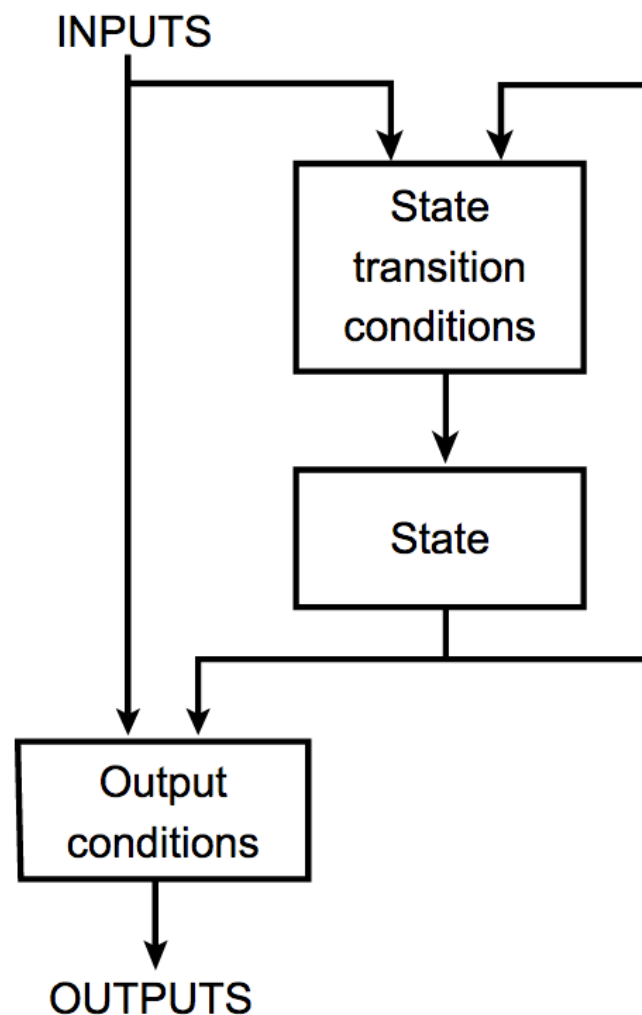 INPUTS
State
transition
conditions
State
Output
conditions
OUTPUTS